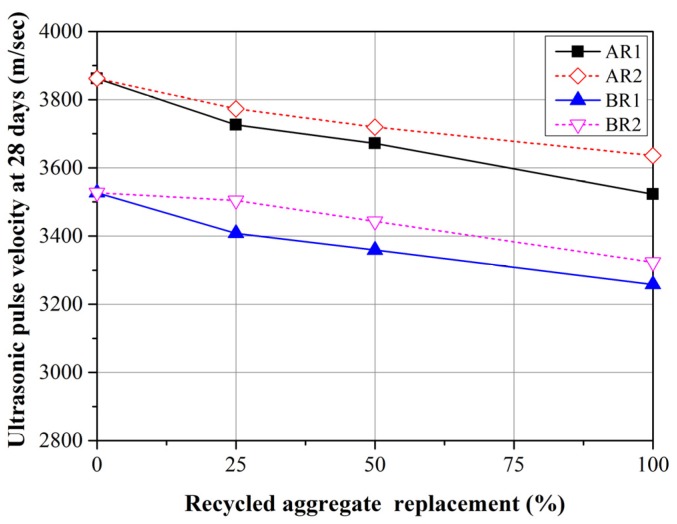 Ultrasonic pulse velocity at 28 days (m/sec)
4000
3800
3600
3400
3200
3000
2800
AR1
AR2
BR1
BR2
0 25 50 75 100
Recycled aggregate replacement (%)